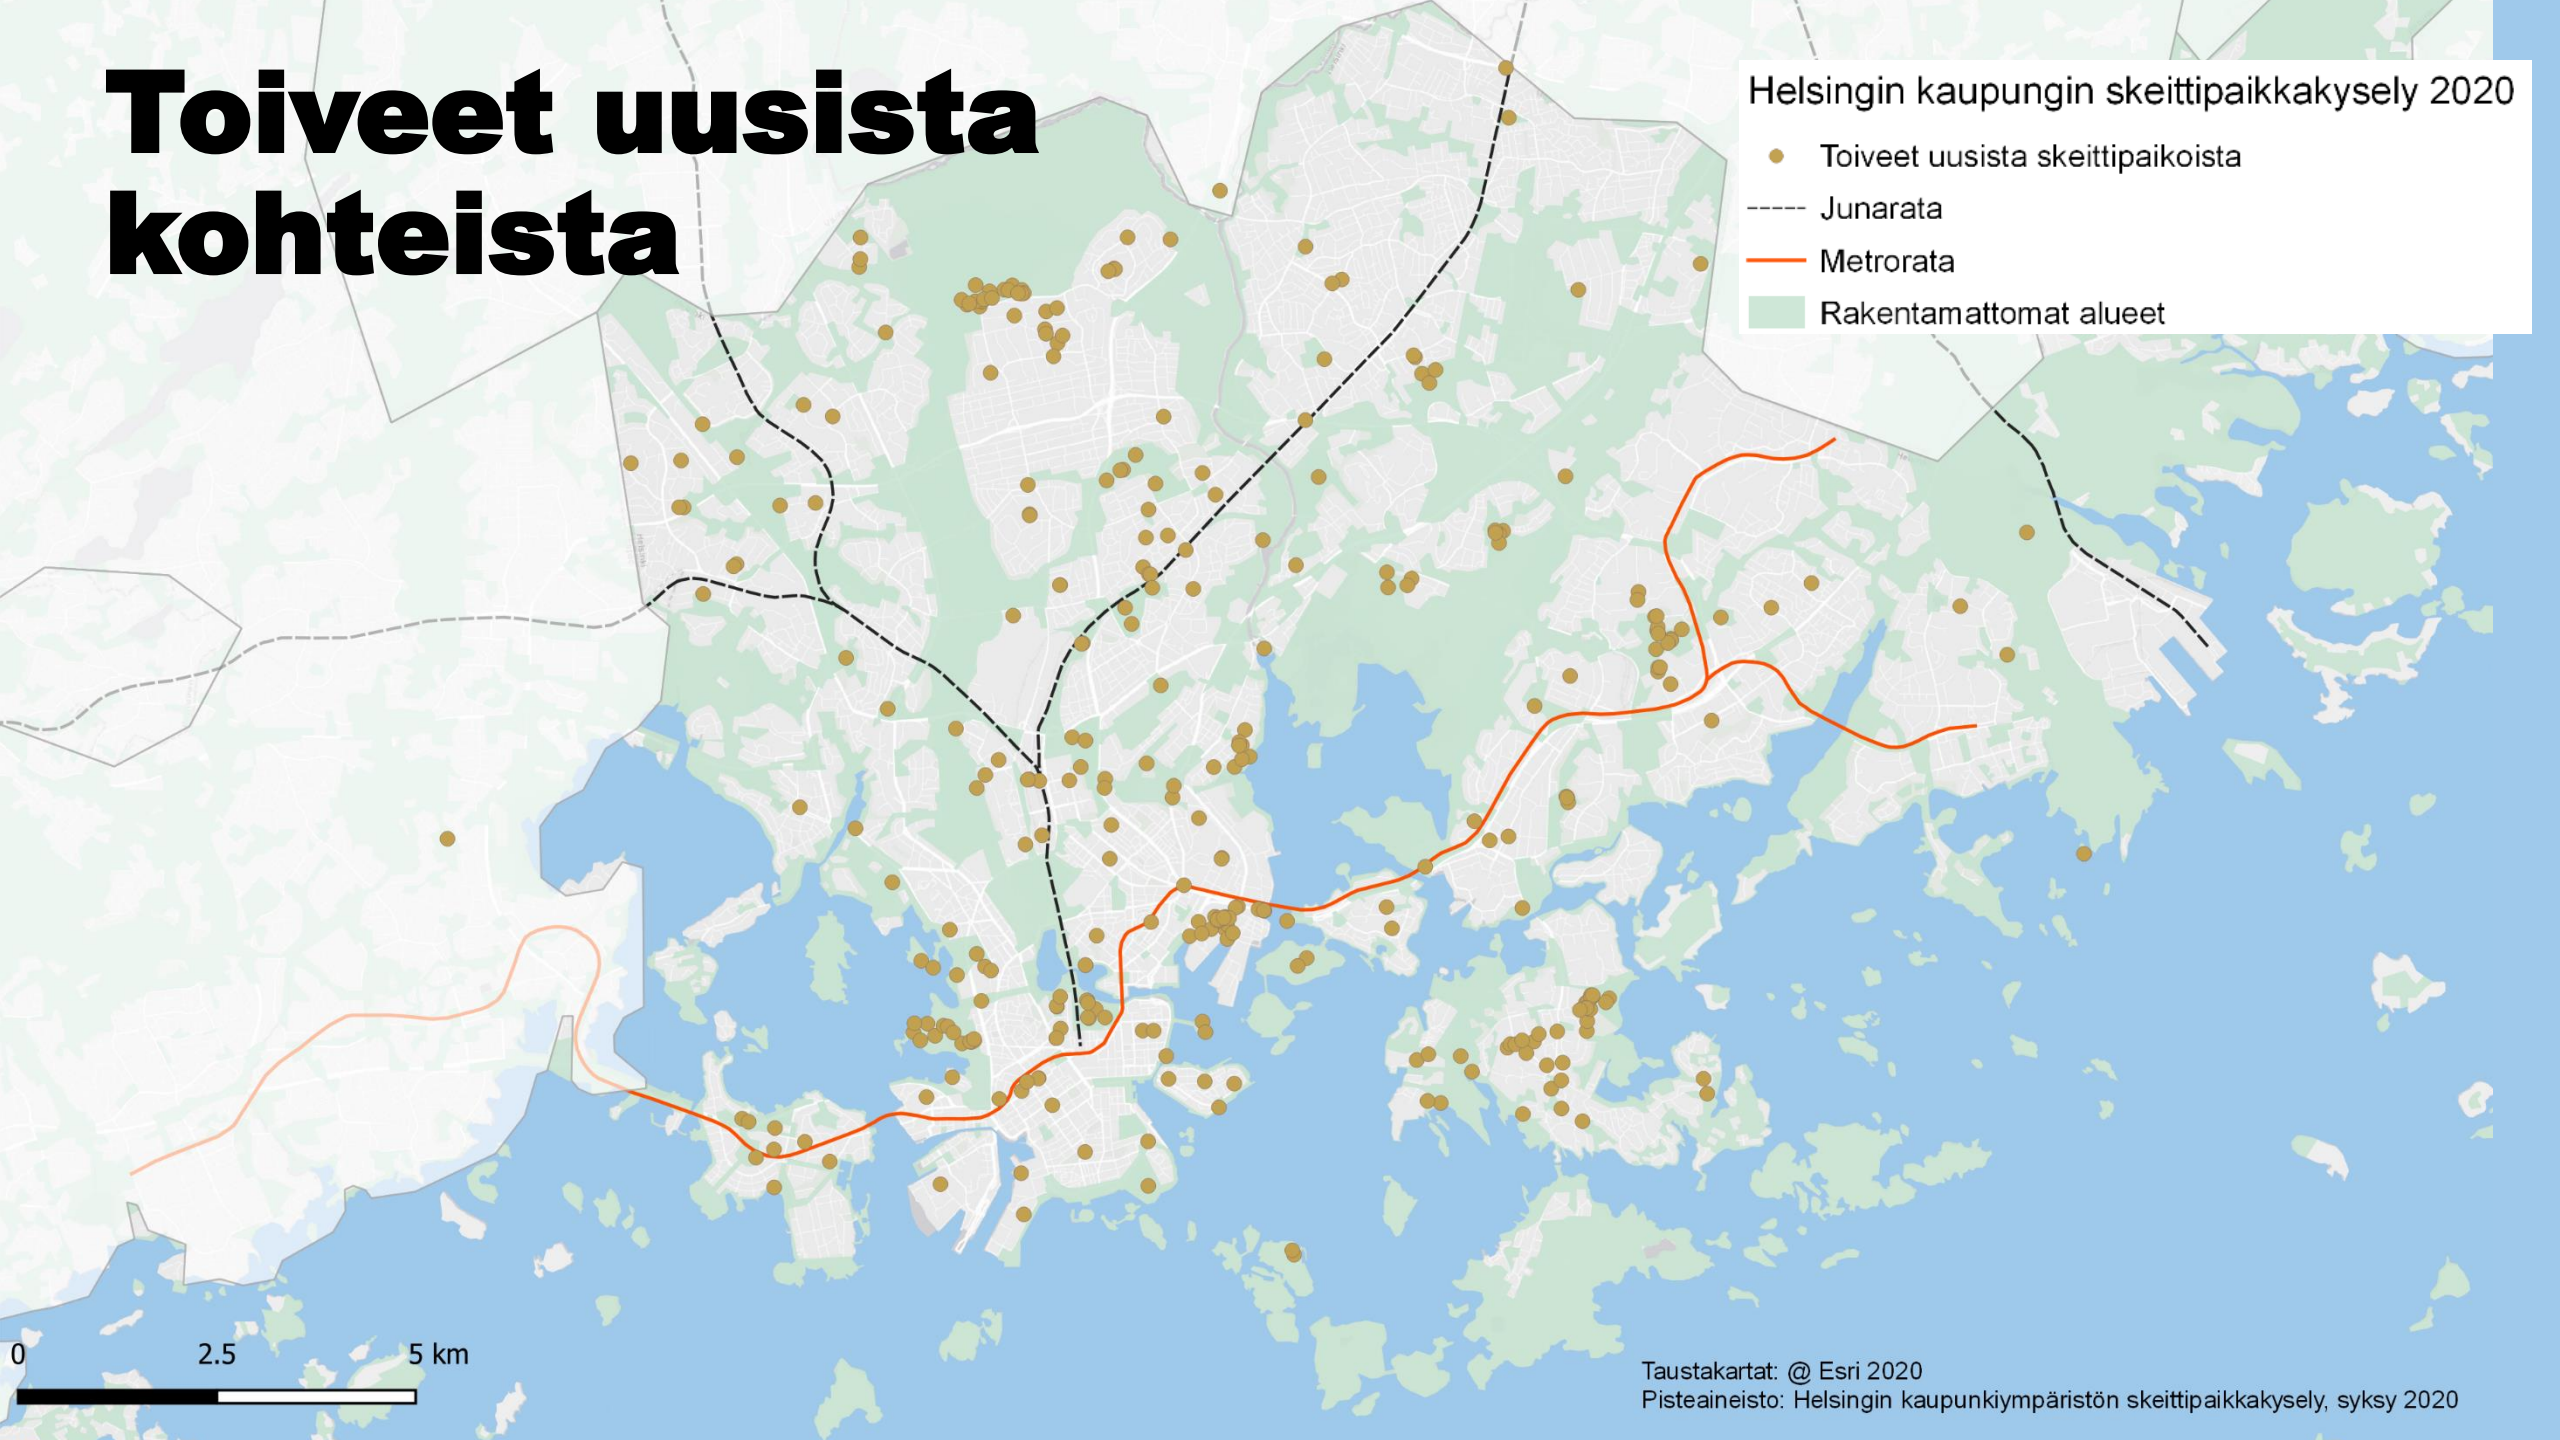 Toiveet uusista
kohteista
Helsingin kaupungin skeittipaikkakysely 2020
Toiveet uusista skeittipaikoista
Junarata
Metrorata
Rakentamattomat alueet
0 2.5 5 km
Taustakartat: @ Esri 2020
Pisteaineisto: Helsingin kaupunkiympäristön skeittipaikkakysely, syksy 2020